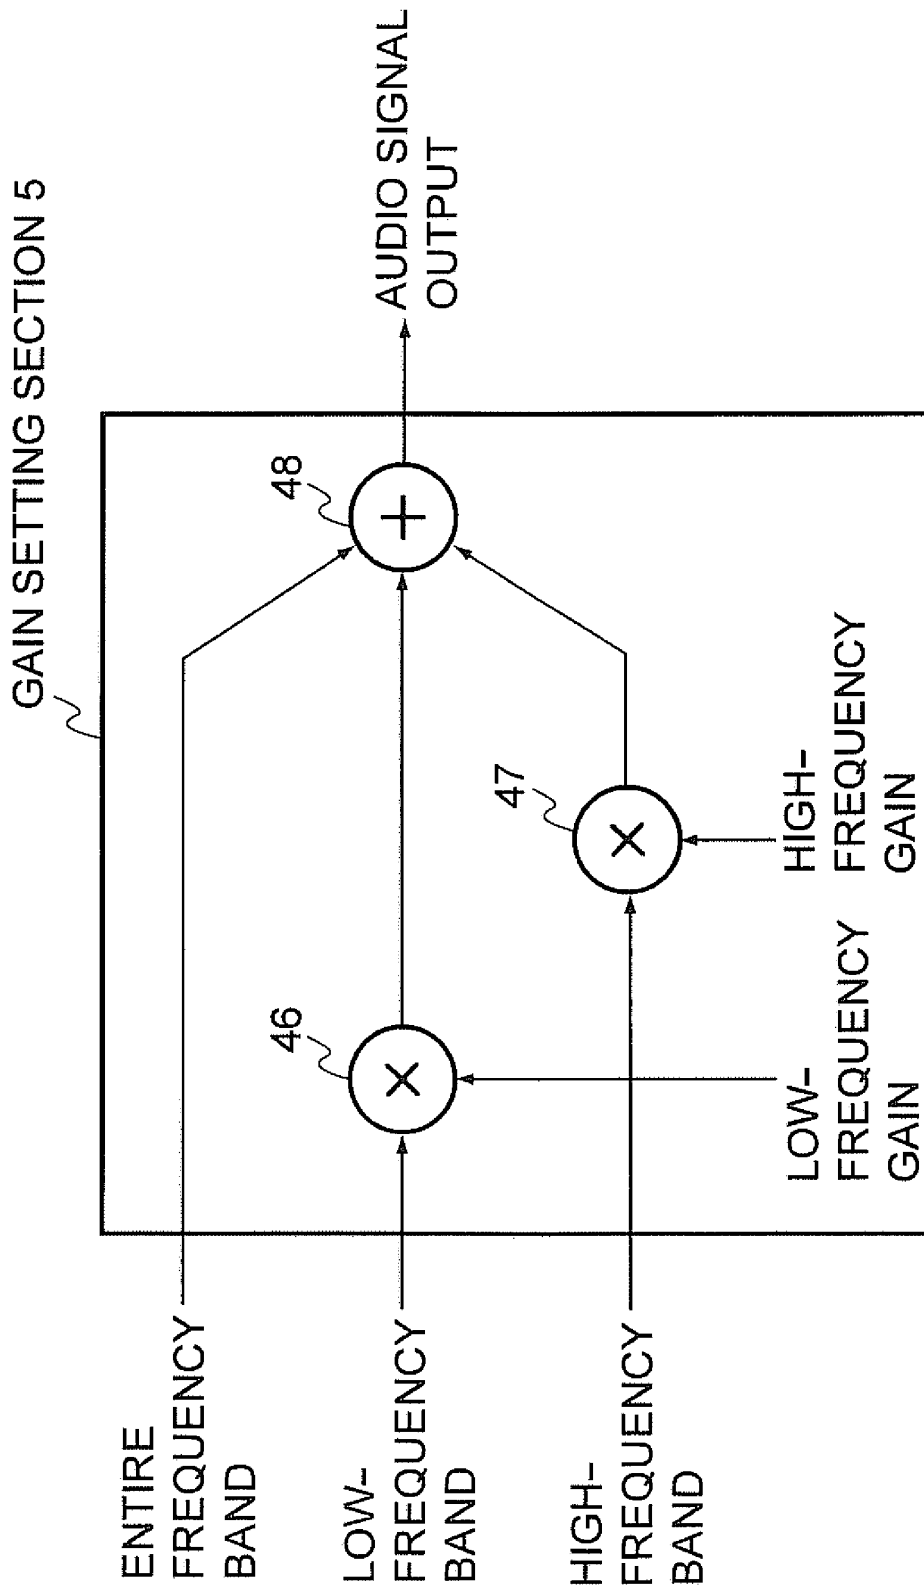 GAIN SETTING SECTION 5
ENTIRE
FREQUENCY
BAND
LOW-
FREQUENCY
BAND
HIGH-
FREQUENCY
BAND
46
×
47
×
48
+
AUDIO SIGNAL
OUTPUT
LOW-
FREQUENCY
GAIN
HIGH-
FREQUENCY
GAIN